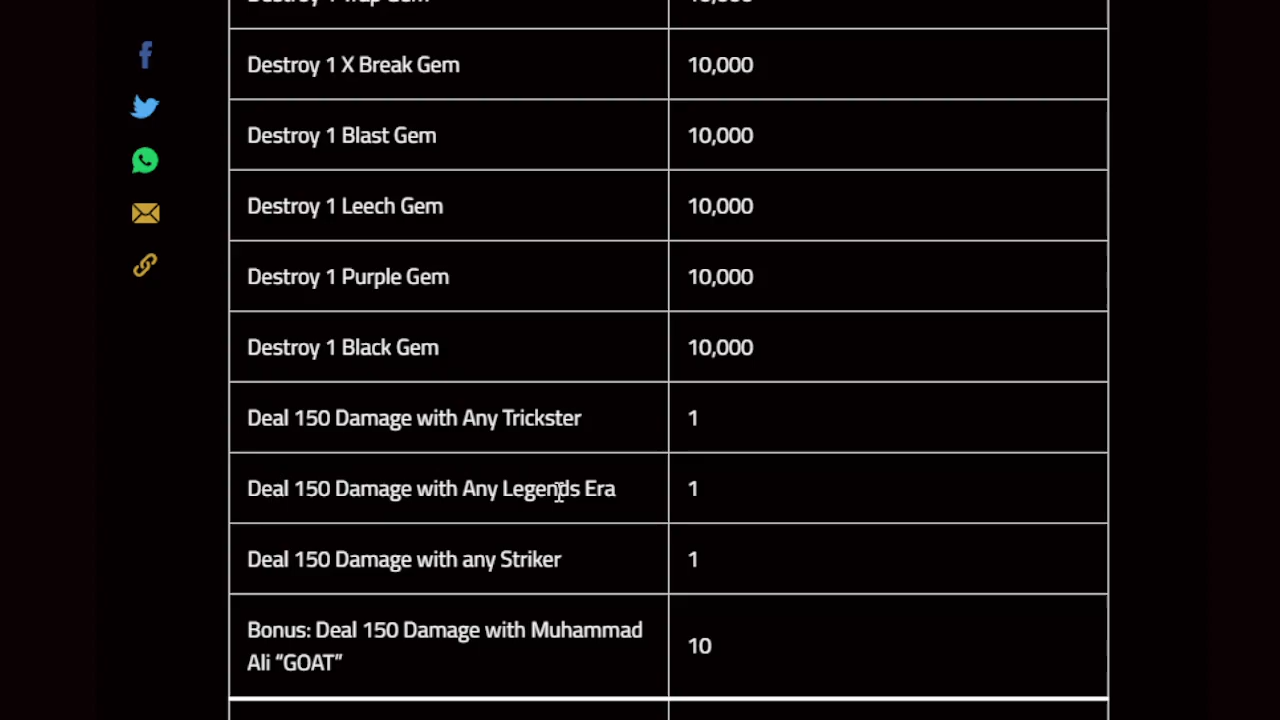 Destroy 1 X Break Gem
10,000
Destroy 1 Blast Gem
10,000
Destroy 1 Leech Gem
10,000
Destroy 1 Purple Gem
10,000
Destroy 1 Black Gem
10,000
Deal 150 Damage with Any Trickster
1
Deal 150 Damage with Any Legends Era
1
Deal 150 Damage with any Striker
1
Bonus: Deal 150 Damage with Muhammad
Ali “GOAT”
10